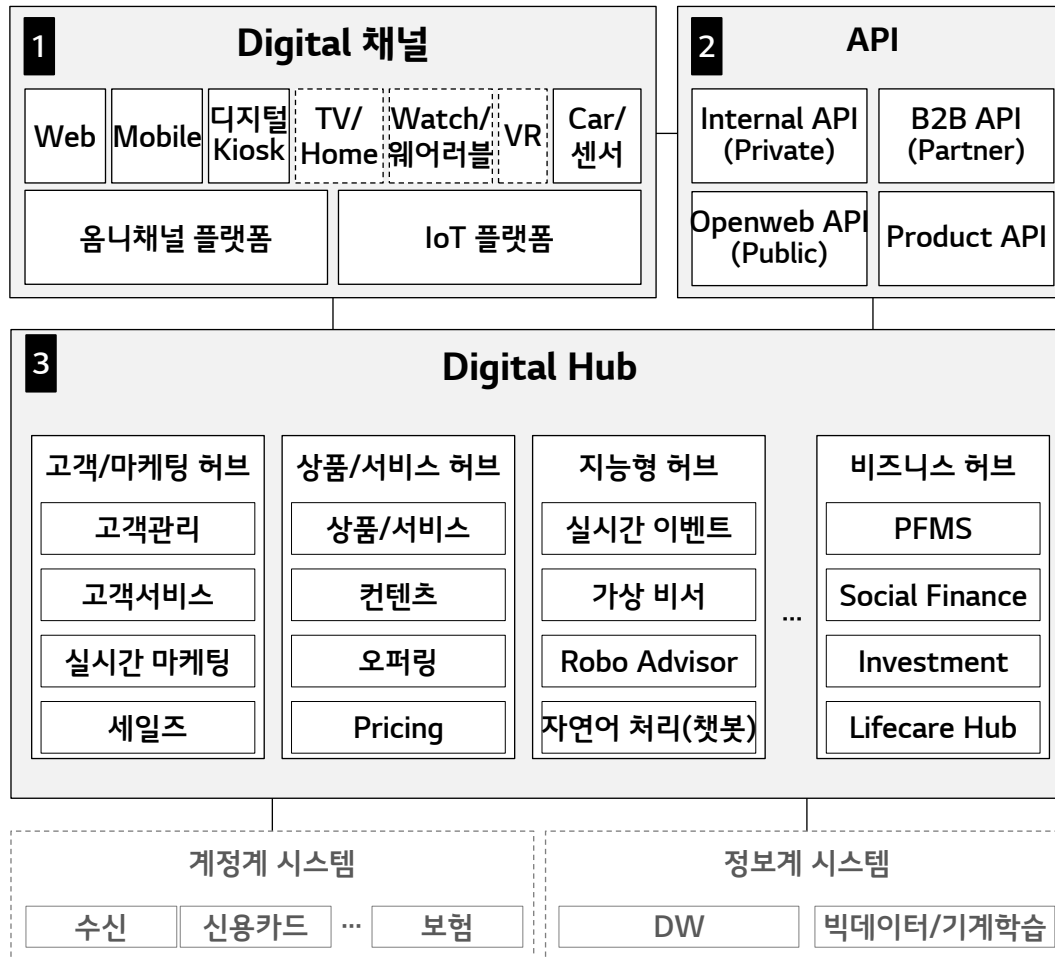 1
Digital 채널
Web
Mobile
디지털
Kiosk
TV/
Home
Watch/
웨어러블
VR
Car/
센서
옴니채널 플랫폼
IoT 플랫폼
2
API
Internal API
(Private)
B2B API
(Partner)
Openweb API
(Public)
Product API
3
Digital Hub
고객/마케팅 허브
고객관리
고객서비스
실시간 마케팅
세일즈
상품/서비스 허브
상품/서비스
컨텐츠
오퍼링
Pricing
지능형 허브
실시간 이벤트
가상 비서
Robo Advisor
자연어 처리(챗봇)
...
비즈니스 허브
PFMS
Social Finance
Investment
Lifecare Hub
계정계 시스템
수신
신용카드
...
보험
정보계 시스템
DW
빅데이터/기계학습